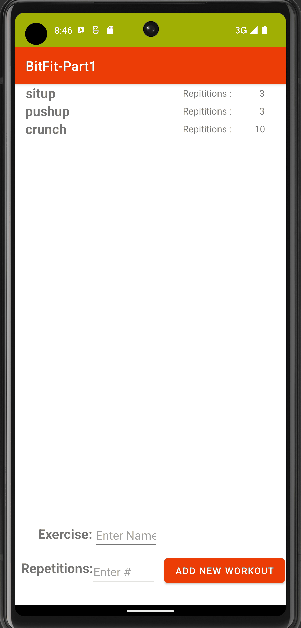 8:46 3G
BitFit-Part1
situp Repititions : 3
pushup Repititions : 3
crunch Repititions : 10
Exercise: Enter Name
Repetitions: Enter # ADD NEW WORKOUT